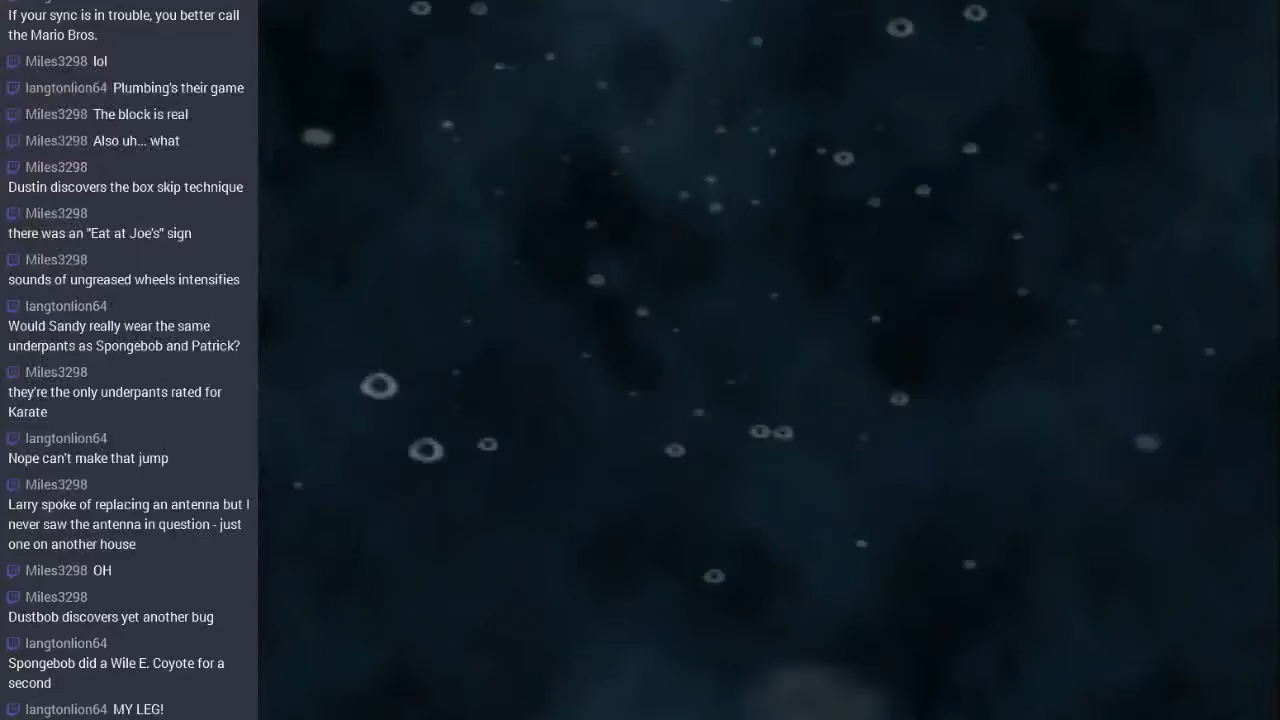 If your sync is in trouble, you better call
the Mario Bros.
Miles3298 lol
langtonlion64 Plumbing's their game
Miles3298 The block is real
Miles3298 Also uh... what
Miles3298
Dustin discovers the box skip technique
Miles3298
there was an "Eat at Joe's" sign
Miles3298
sounds of ungreased wheels intensifies
langtonlion64
Would Sandy really wear the same
underpants as Spongebob and Patrick?
Miles3298
they're the only underpants rated for
Karate
langtonlion64
Nope can't make that jump
Miles3298
Larry spoke of replacing an antenna but I
never saw the antenna in question - just
one on another house
Miles3298 OH
Miles3298
Dustbob discovers yet another bug
langtonlion64
Spongebob did a Wile E. Coyote for a
second
langtonlion64 MY LEG!